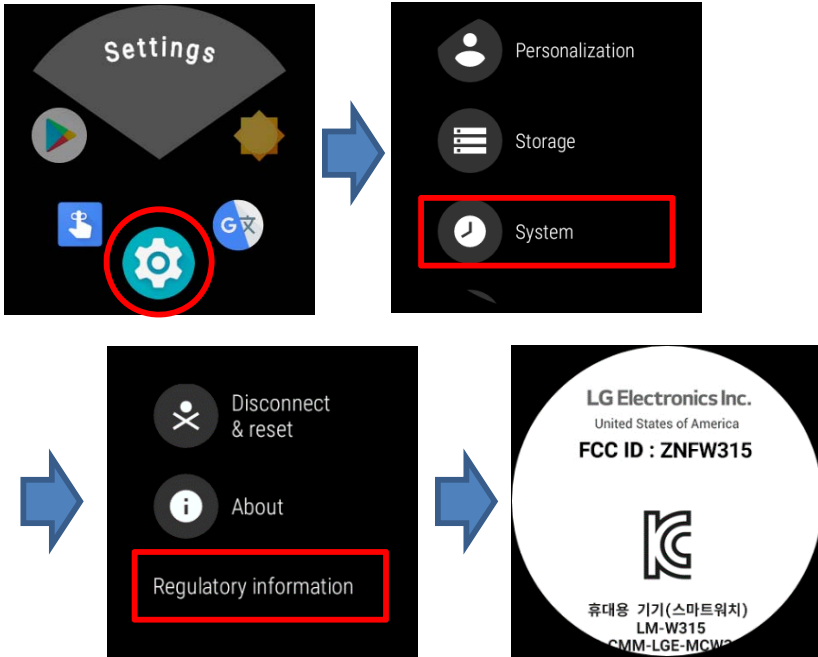 Settings
Personalization
Storage
System
Disconnect
& reset
About
Regulatory information
LG Electronics Inc.
United States of America
FCC ID : ZNFW315
휴대용 기기(스마트워치)
LM-W315